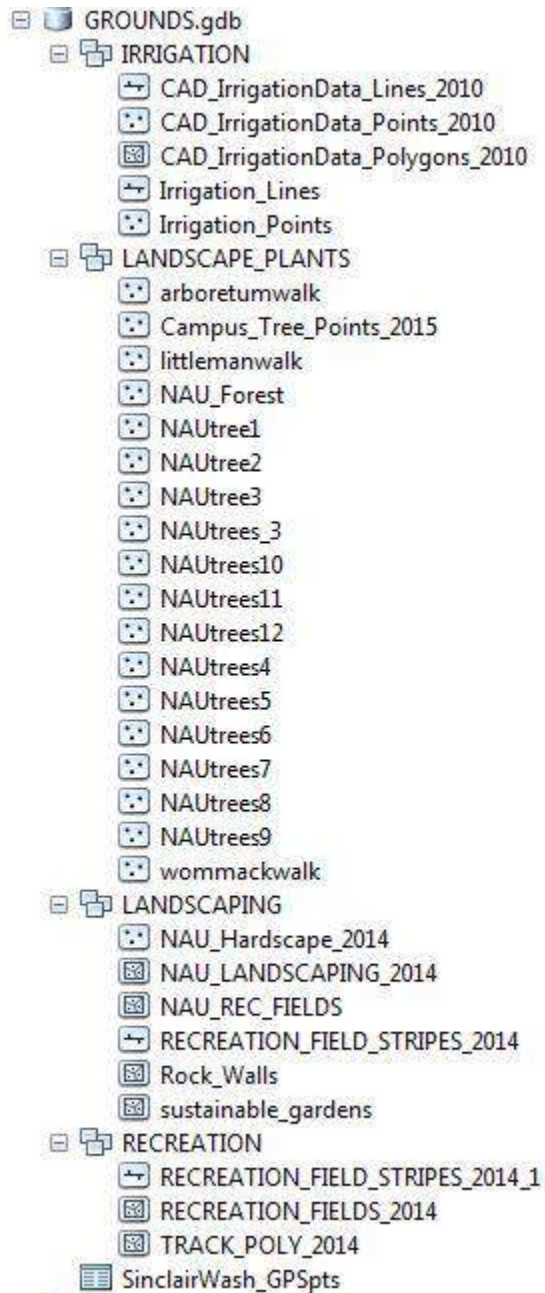 GROUNDS.gdb
IRRIGATION
CAD_IrrigationData_Lines_2010
CAD_IrrigationData_Points_2010
CAD_IrrigationData_Polygons_2010
Irrigation_Lines
Irrigation_Points
LANDSCAPE_PLANTS
arboretumwalk
Campus_Tree_Points_2015
littlemanwalk
NAU_Forest
NAUtree1
NAUtree2
NAUtree3
NAUtrees_3
NAUtrees10
NAUtrees11
NAUtrees12
NAUtrees4
NAUtrees5
NAUtrees6
NAUtrees7
NAUtrees8
NAUtrees9
wommackwalk
LANDSCAPING
NAU_Hardscape_2014
NAU_LANDSCAPING_2014
NAU_REC_FIELDS
RECREATION_FIELD_STRIPES_2014
Rock_Walls
sustainable_gardens
RECREATION
RECREATION_FIELD_STRIPES_2014_1
RECREATION_FIELDS_2014
TRACK_POLY_2014
SinclairWash_GPSpts